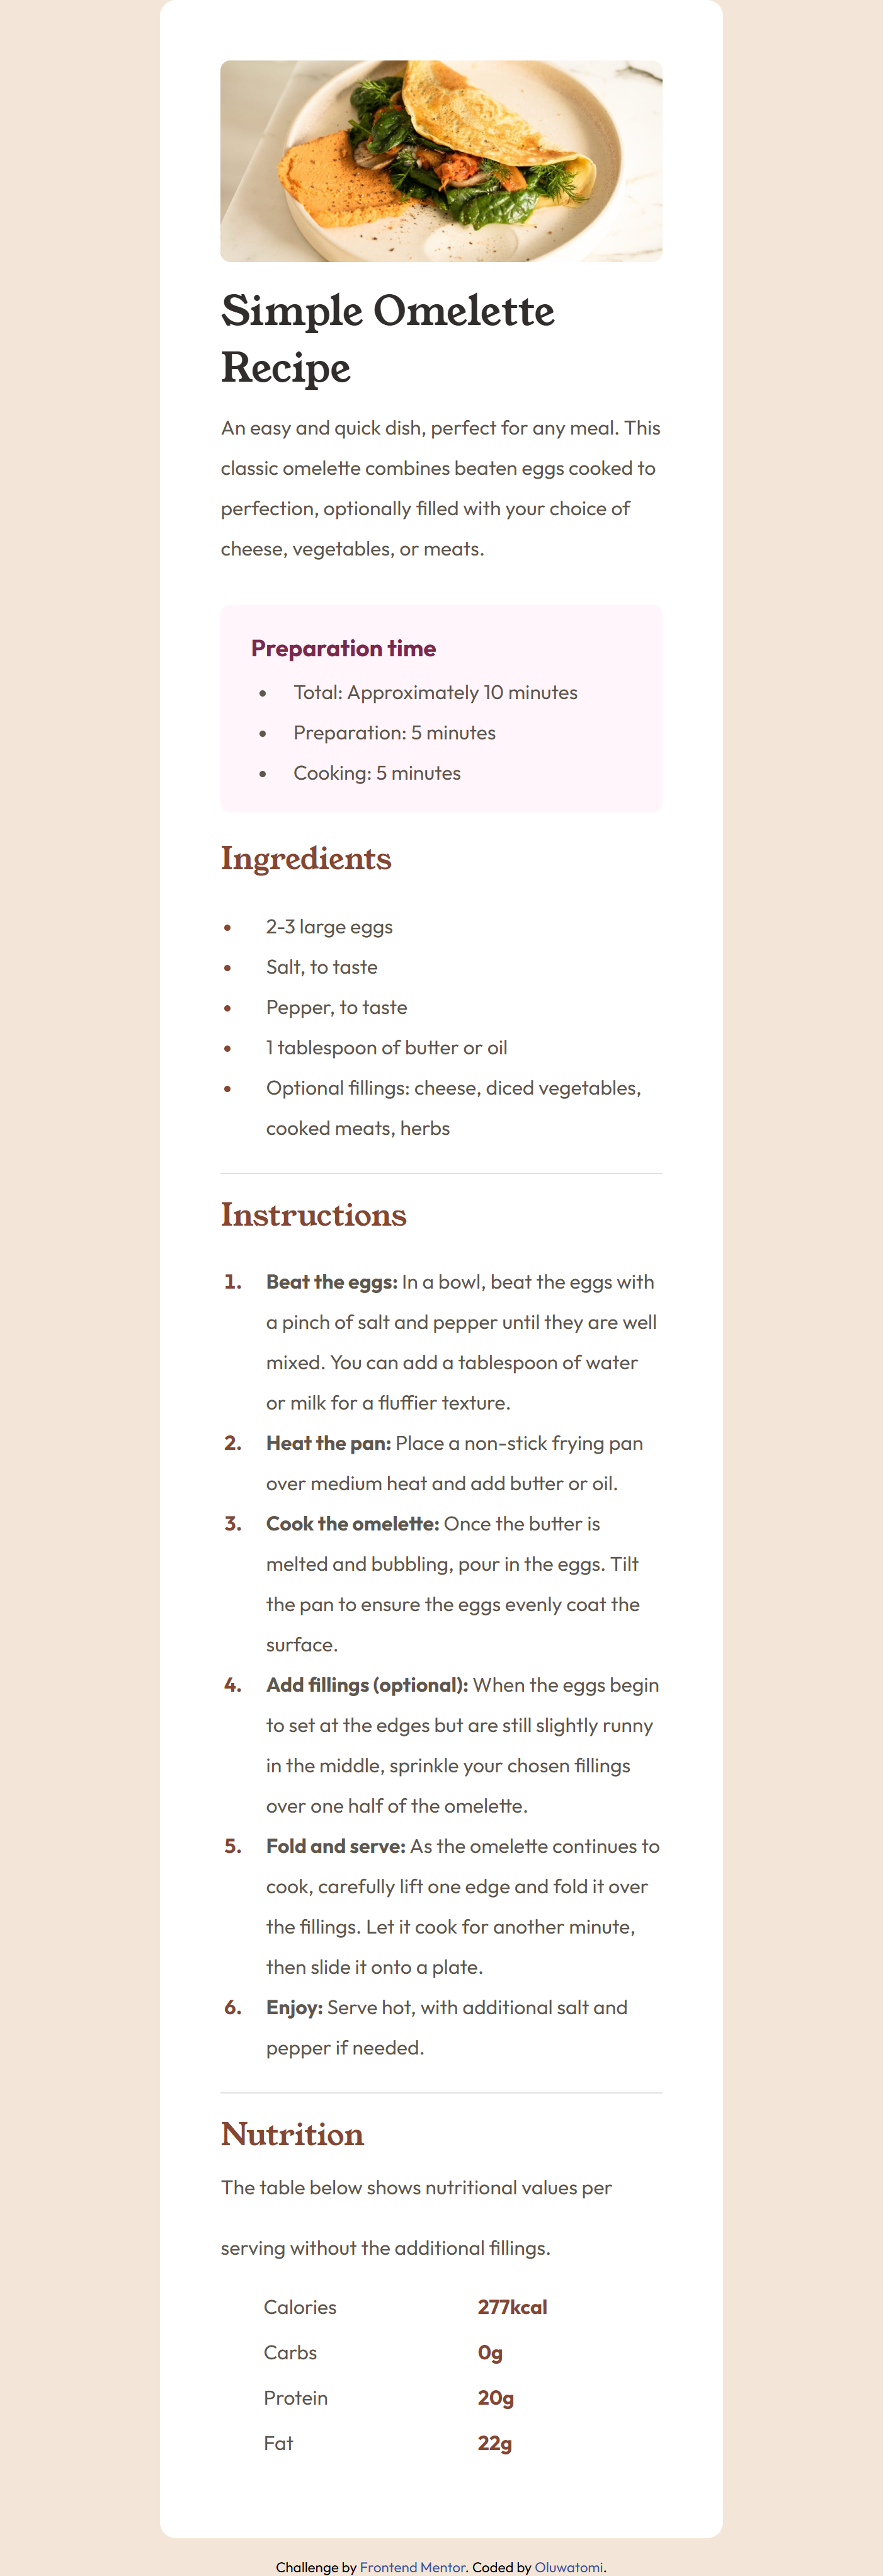 Simple Omelette
Recipe
An easy and quick dish, perfect for any meal. This
classic omelette combines beaten eggs cooked to
perfection, optionally filled with your choice of
cheese, vegetables, or meats.
Preparation time
• Total: Approximately 10 minutes
• Preparation: 5 minutes
• Cooking: 5 minutes
Ingredients
• 2-3 large eggs
• Salt, to taste
• Pepper, to taste
• 1 tablespoon of butter or oil
• Optional fillings: cheese, diced vegetables,
cooked meats, herbs
Instructions
1. Beat the eggs: In a bowl, beat the eggs with
a pinch of salt and pepper until they are well
mixed. You can add a tablespoon of water
or milk for a fluffier texture.
2. Heat the pan: Place a non-stick frying pan
over medium heat and add butter or oil.
3. Cook the omelette: Once the butter is
melted and bubbling, pour in the eggs. Tilt
the pan to ensure the eggs evenly coat the
surface.
4. Add fillings (optional): When the eggs begin
to set at the edges but are still slightly runny
in the middle, sprinkle your chosen fillings
over one half of the omelette.
5. Fold and serve: As the omelette continues to
cook, carefully lift one edge and fold it over
the fillings. Let it cook for another minute,
then slide it onto a plate.
6. Enjoy: Serve hot, with additional salt and
pepper if needed.
Nutrition
The table below shows nutritional values per
serving without the additional fillings.
Calories 277kcal
Carbs 0g
Protein 20g
Fat 22g
Challenge by Frontend Mentor. Coded by Oluwatomi.